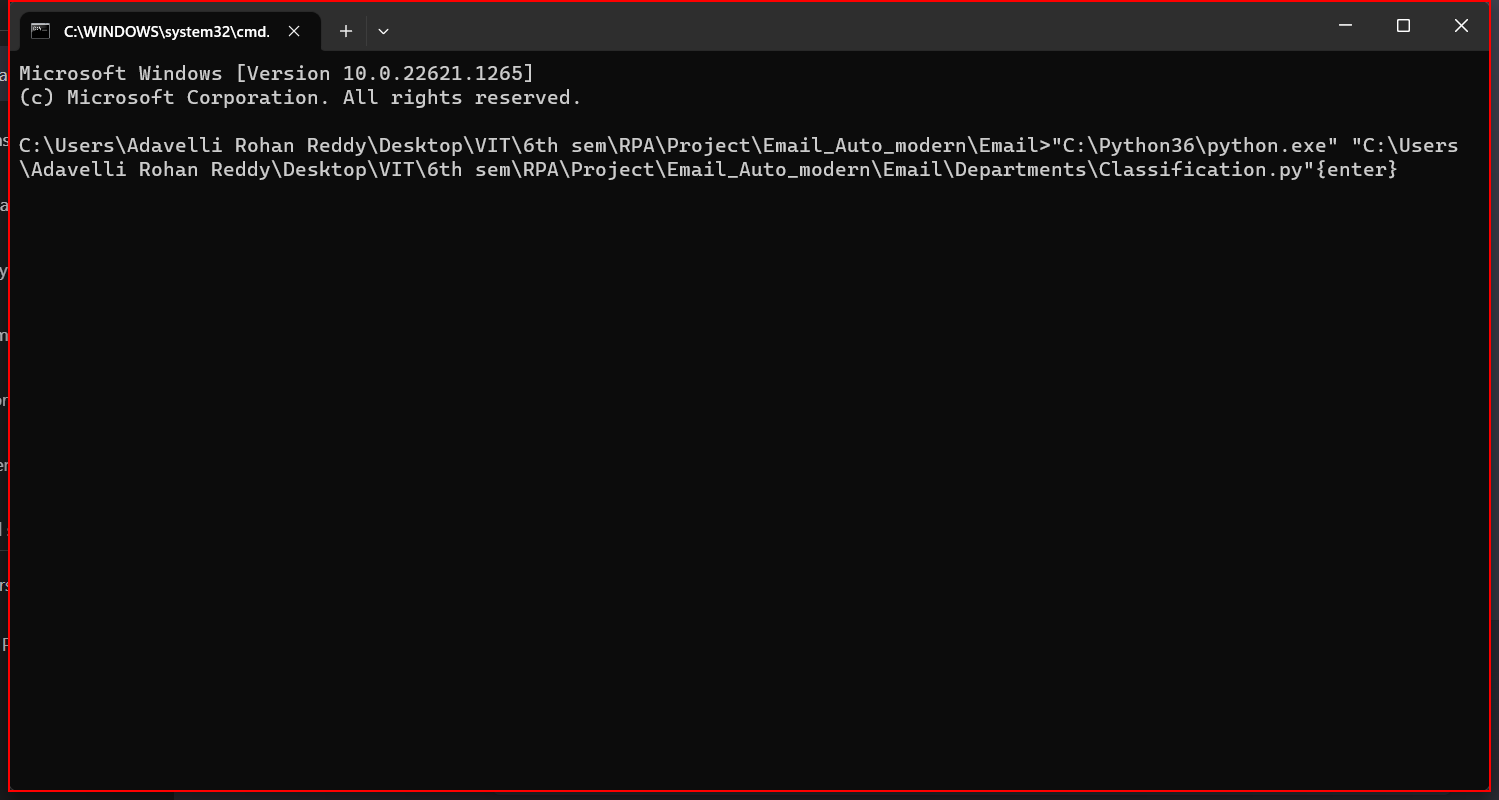 C:\WINDOWS\system32\cmd.
Microsoft Windows [Version 10.0.22621.1265]
(c) Microsoft Corporation. All rights reserved.
C:\Users\Adavelli Rohan Reddy\Desktop\VIT\6th sem\RPA\Project\Email_Auto_modern\Email>"C:\Python36\python.exe" "C:\Users
\Adavelli Rohan Reddy\Desktop\VIT\6th sem\RPA\Project\Email_Auto_modern\Email\Departments\Classification.py"{enter}